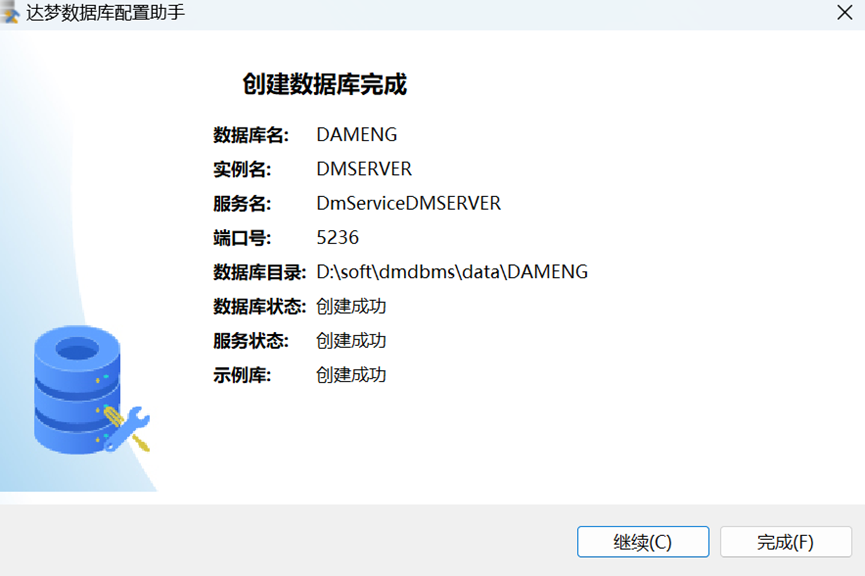 达梦数据库配置助手
创建数据库完成
数据库名: DAMENG
实例名: DMSERVER
服务名: DmServiceDMSERVER
端口号: 5236
数据库目录: D:\soft\dmdbms\data\DAMENG
数据库状态: 创建成功
服务状态: 创建成功
示例库: 创建成功
继续(C) 完成(F)